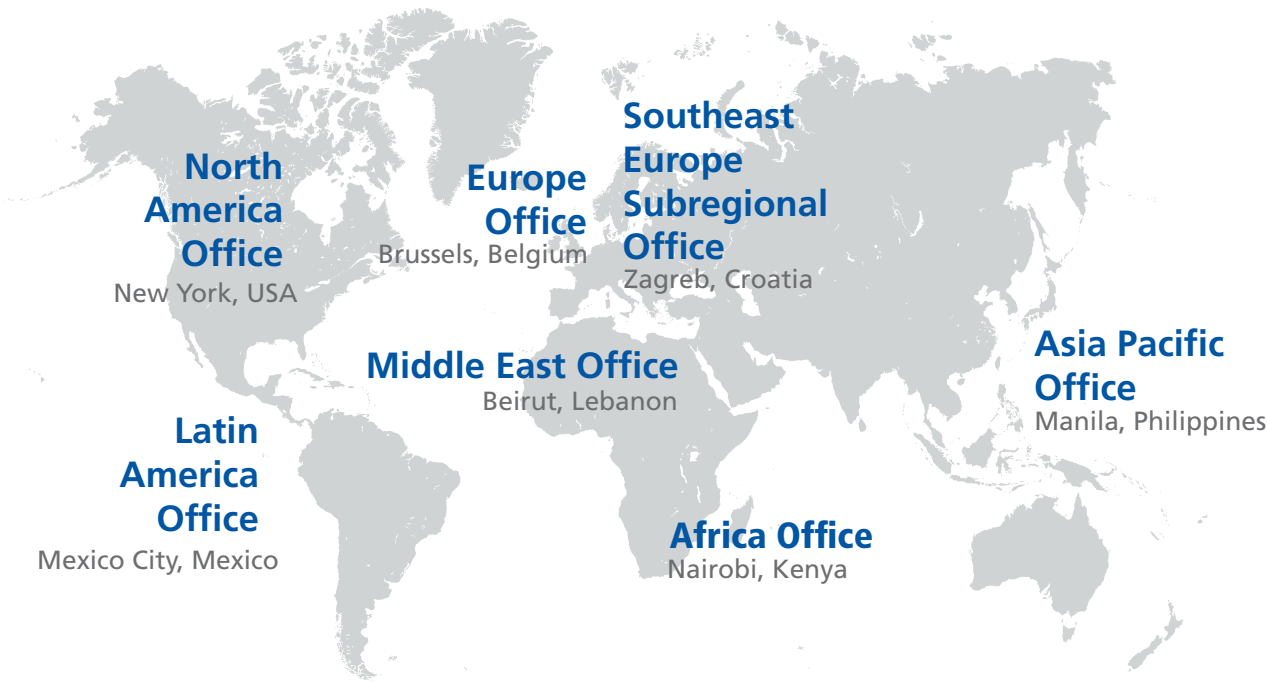 North
America
Office
New York, USA
Europe
Office
Brussels, Belgium
Southeast
Europe
Subregional
Office
Zagreb, Croatia
Middle East Office
Beirut, Lebanon
Asia Pacific
Office
Manila, Philippines
Latin
America
Office
Mexico City, Mexico
Africa Office
Nairobi, Kenya